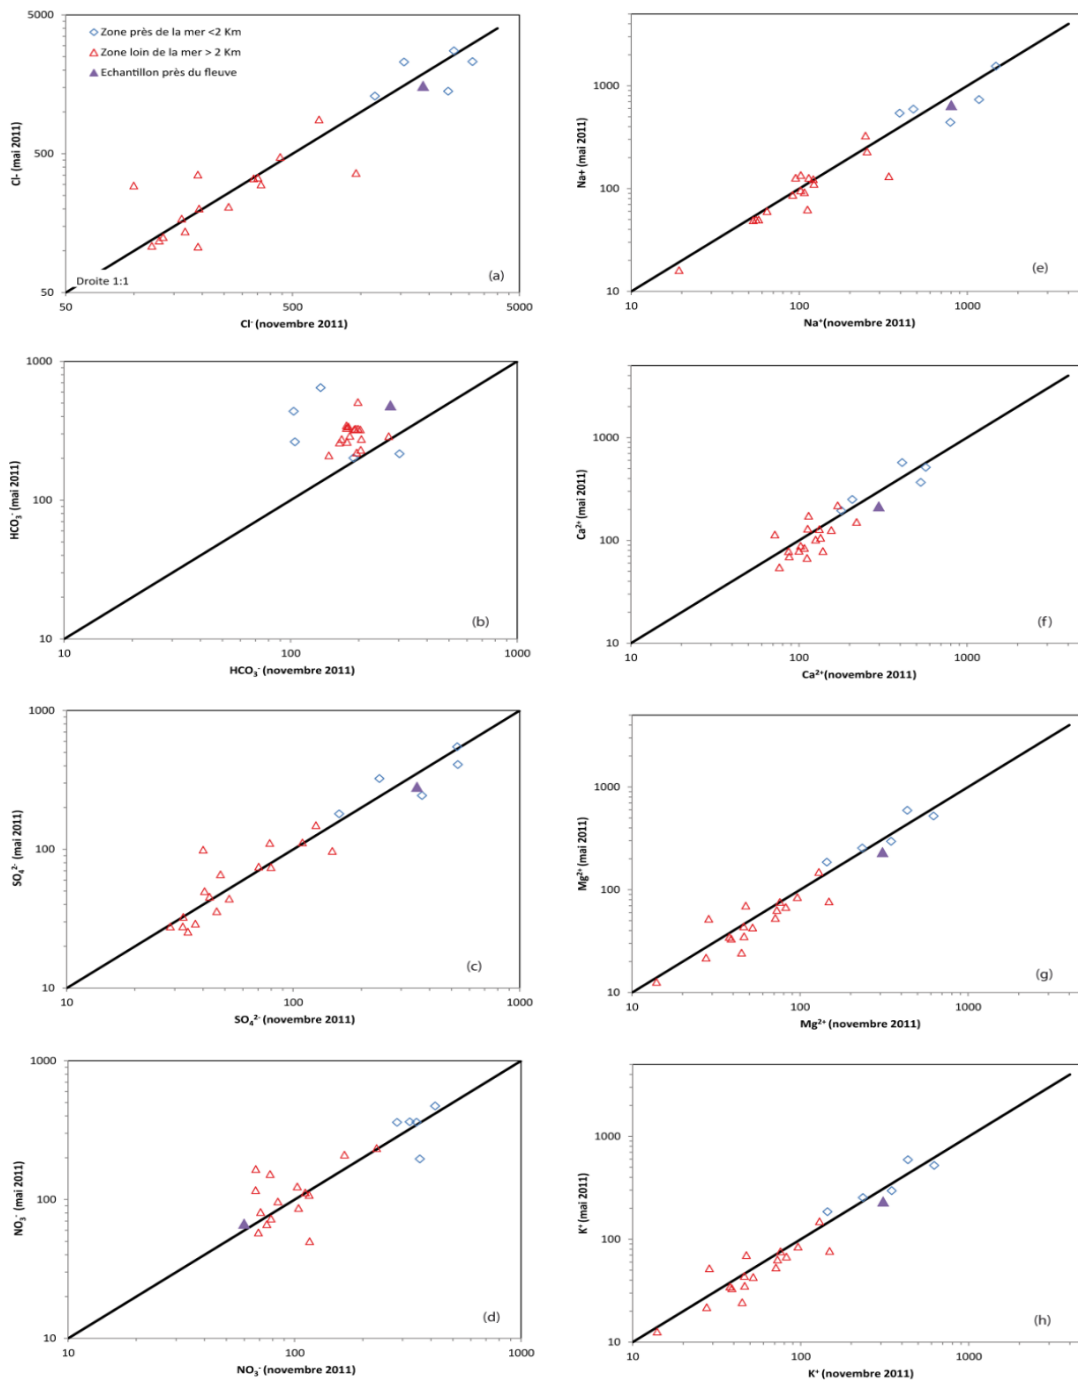 5000
500
50
Cl- (mai 2011)
Zone près de la mer <2 Km
Zone loin de la mer > 2 Km
Echantillon près du fleuve
Droite 1:1
(a)
50
500
5000
Cl- (novembre 2011)
1000
100
10
Na+ (mai 2011)
(e)
10
100
1000
Na⁺(novembre 2011)
1000
100
10
HCO₃⁻ (mai 2011)
(b)
10
100
1000
HCO₃⁻ (novembre 2011)
1000
100
10
Ca²⁺ (mai 2011)
(f)
10
100
1000
Ca²⁺(novembre 2011)
1000
100
10
SO₄²⁻ (mai 2011)
(c)
10
100
1000
SO₄²⁻ (novembre 2011)
1000
100
10
Mg²⁺ (mai 2011)
(g)
10
100
1000
Mg²⁺ (novembre 2011)
1000
100
10
NO₃⁻ (mai 2011)
(d)
10
100
1000
NO₃⁻ (novembre 2011)
1000
100
10
K⁺ (mai 2011)
(h)
10
100
1000
K⁺ (novembre 2011)